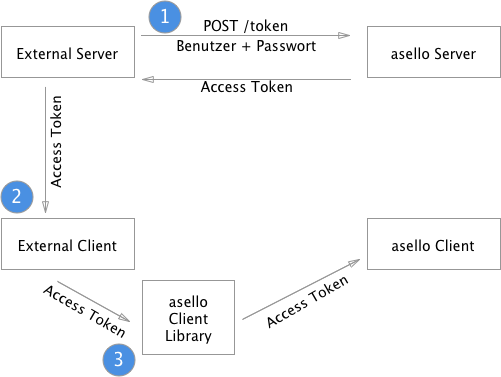 1
POST /token
External Server
Benutzer + Passwort
asello Server
Access Token
Access Token
2
External Client
asello Client
Access Token
asello
Client
Library
Access Token
3